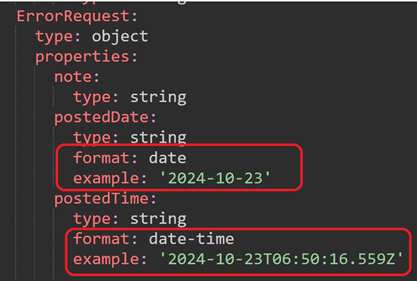 ErrorRequest:
type: object
properties:
note:
type: string
postedDate:
type: string
format: date
example: '2024-10-23'
postedTime:
type: string
format: date-time
example: '2024-10-23T06:50:16.559Z'